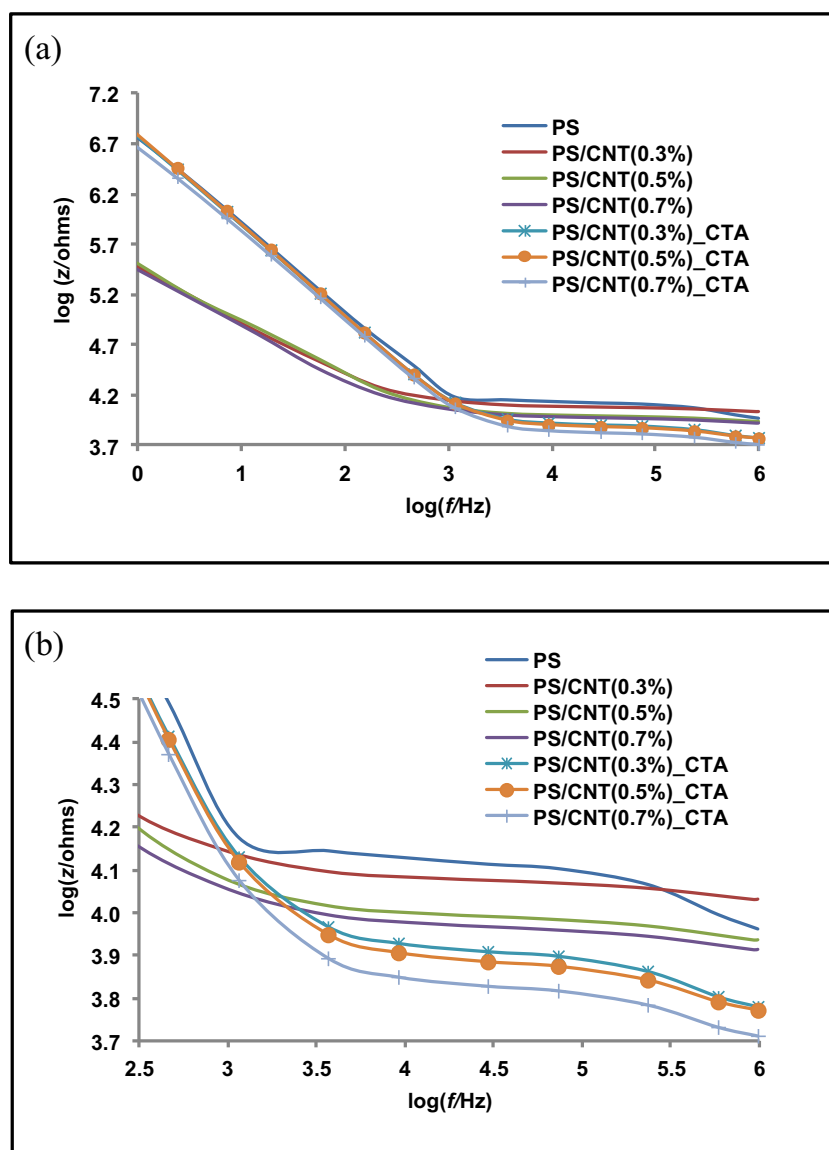 (a)
7.2
6.7
6.2
5.7
5.2
4.7
4.2
3.7
log (z/ohms)
0 1 2 3 4 5 6
log(f/Hz)
PS
PS/CNT(0.3%)
PS/CNT(0.5%)
PS/CNT(0.7%)
PS/CNT(0.3%)_CTA
PS/CNT(0.5%)_CTA
PS/CNT(0.7%)_CTA
(b)
4.5
4.4
4.3
4.2
4.1
4.0
3.9
3.8
3.7
log(z/ohms)
2.5 3 3.5 4 4.5 5 5.5 6
log(f/Hz)
PS
PS/CNT(0.3%)
PS/CNT(0.5%)
PS/CNT(0.7%)
PS/CNT(0.3%)_CTA
PS/CNT(0.5%)_CTA
PS/CNT(0.7%)_CTA